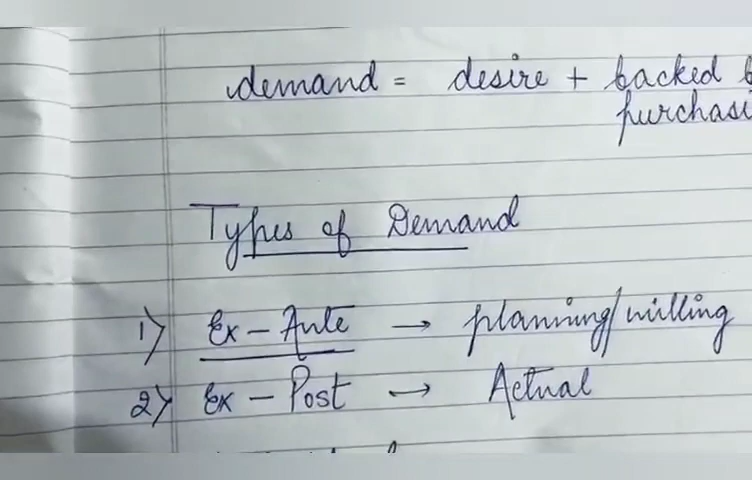 demand = desire + backed
purchasi
Types of Demand
1) Ex-Ante → planning/willing
2) Ex-Post → Actual